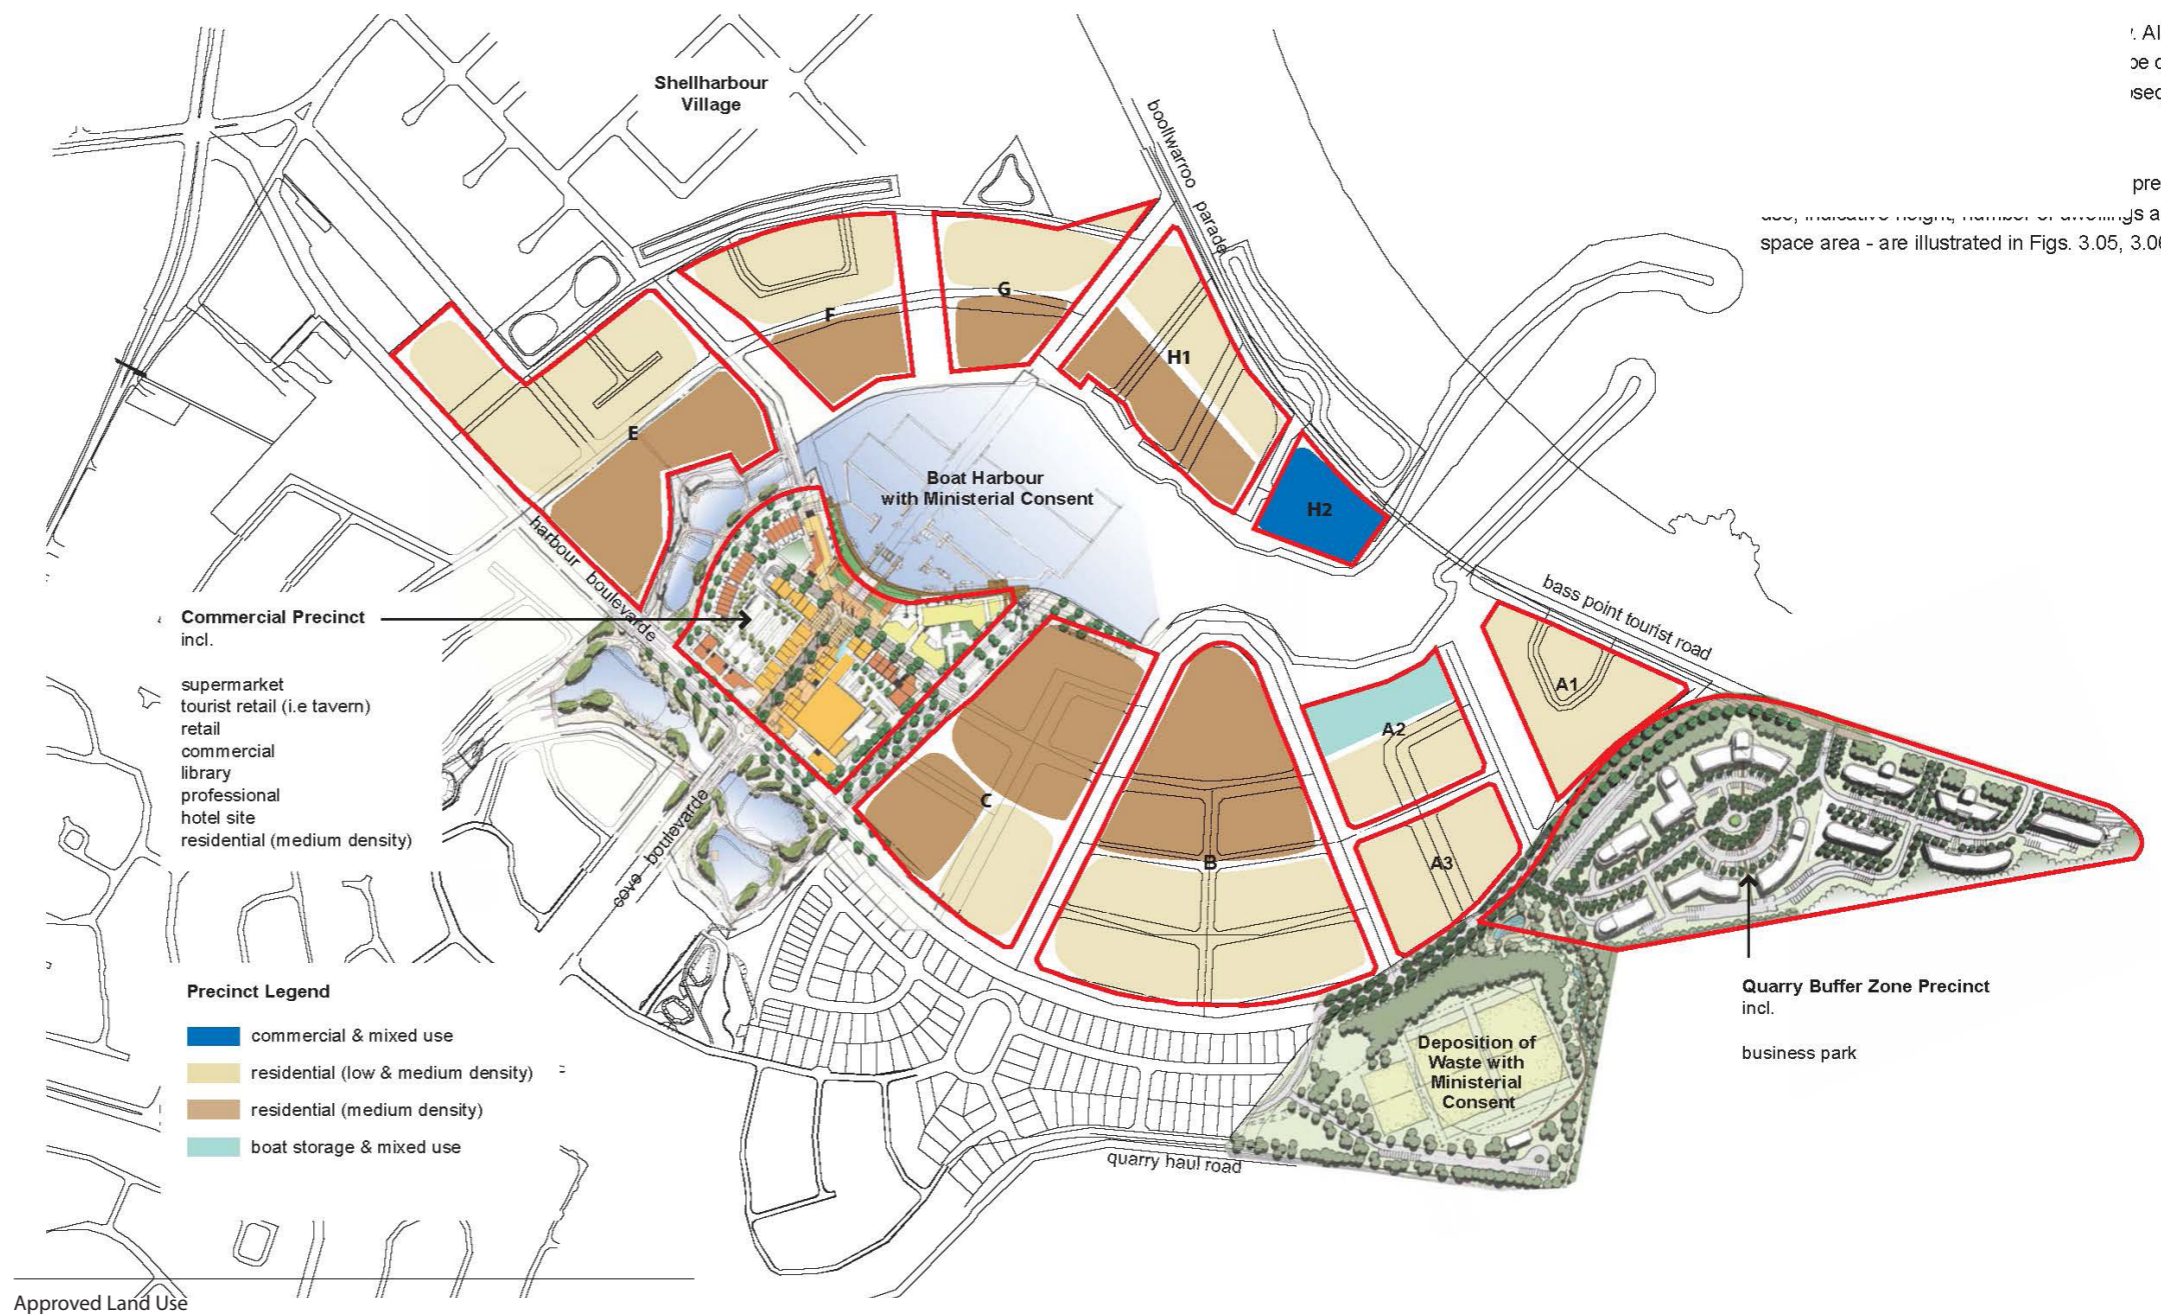 Shellharbour
Village
boollwarroo parade
space area - are illustrated in Figs. 3.05, 3.06
F
G
H1
E
Boat Harbour
with Ministerial Consent
H2
harbour boulevarde
bass point tourist road
Commercial Precinct
incl.
supermarket
tourist retail (i.e tavern)
retail
commercial
library
professional
hotel site
residential (medium density)
A1
A2
C
B
A3
cove boulevarde
Quarry Buffer Zone Precinct
incl.
business park
Precinct Legend
commercial & mixed use
residential (low & medium density)
residential (medium density)
boat storage & mixed use
Deposition of
Waste with
Ministerial
Consent
quarry haul road
Approved Land Use